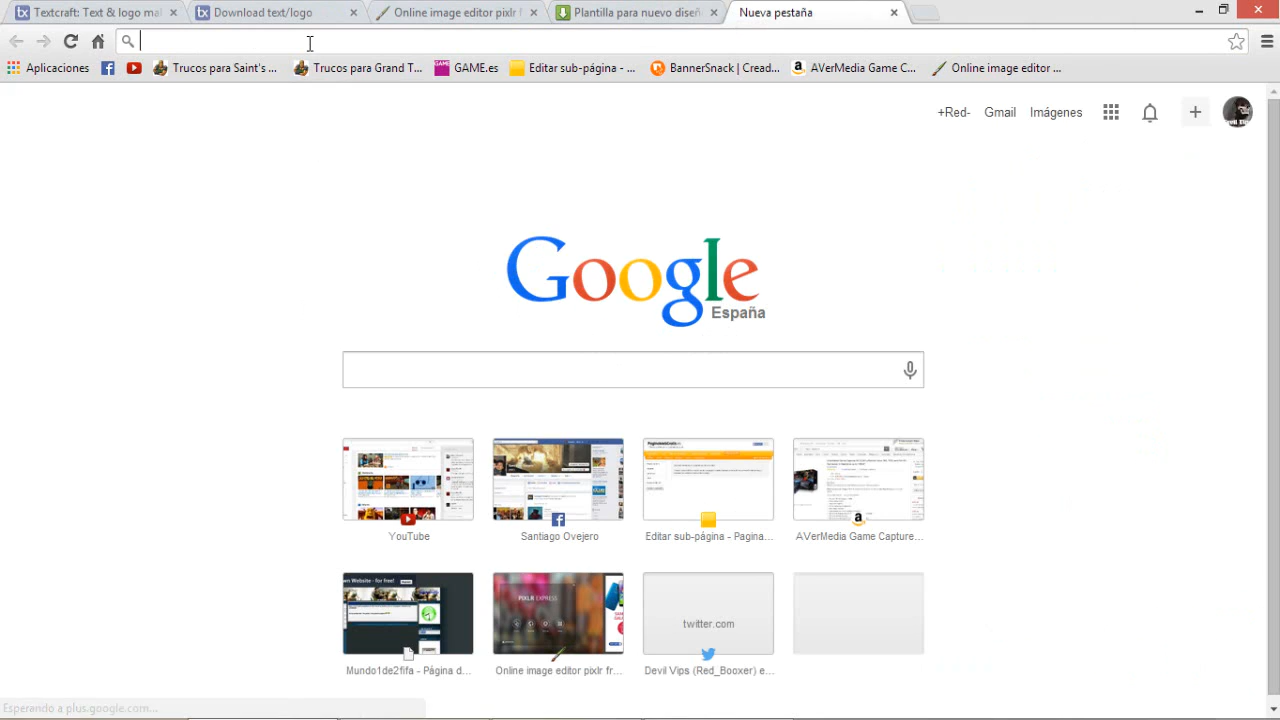 Textcraft: Text & logo mal
Download text/logo
Online image editor pixlr f
Plantilla para nuevo diseñ
Nueva pestaña
Aplicaciones
Trucos para Saint's ...
Trucos para Grand T...
GAME.es
Editar sub-página - ...
BannerSnack | Cread...
AVerMedia Game C...
Online image editor ...
+Red-
Gmail
Imágenes
Google
España
YouTube
Santiago Ovejero
Editar sub-página - Pagina...
AVerMedia Game Capture...
PIXLR EXPRESS
twitter.com
Mundo1de2fifa - Página d...
Online image editor pixlr fr...
Devil Vips (Red_Booxer) e...
Esperando a plus.google.com...